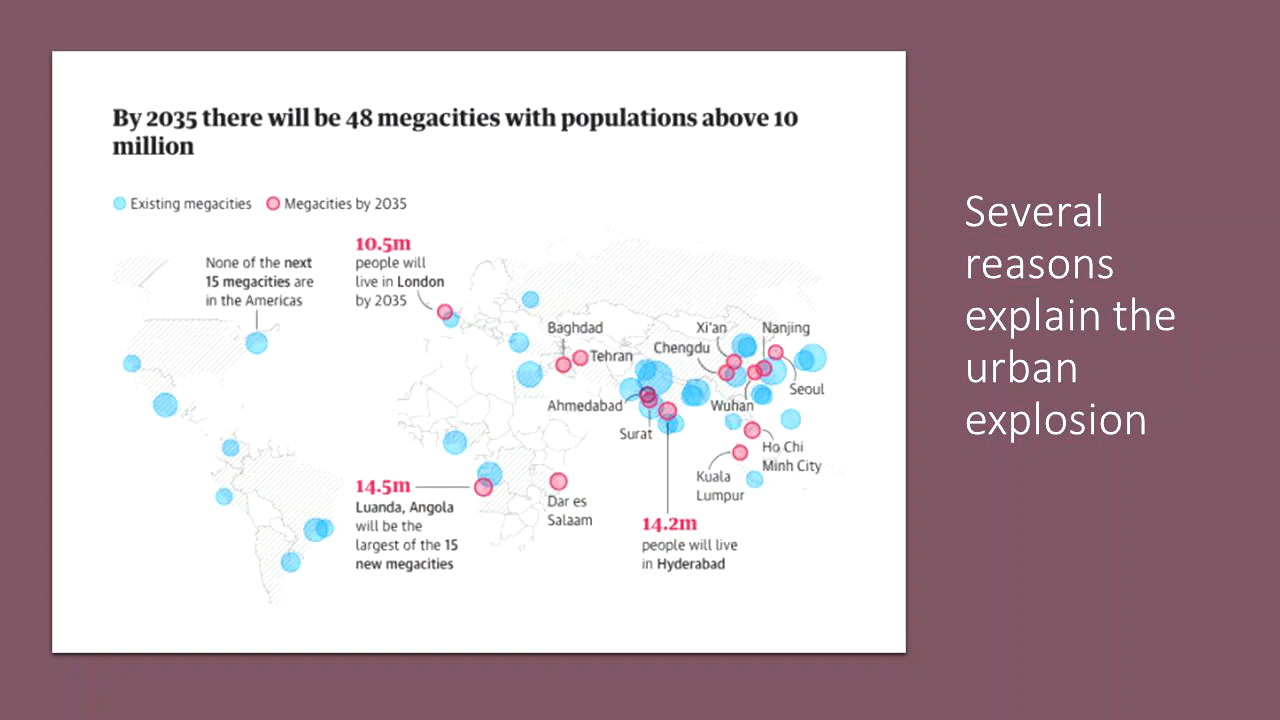 By 2035 there will be 48 megacities with populations above 10
million
Existing megacities
Megacities by 2035
None of the next
15 megacities are
in the Americas
10.5m
people will
live in London
by 2035
Baghdad
Tehran
Xi'an
Nanjing
Chengdu
Seoul
Ahmedabad
Wuhan
Surat
Ho Chi
Minh City
Kuala
Lumpur
14.5m
Luanda, Angola
will be the
largest of the 15
new megacities
Dar es
Salaam
14.2m
people will live
in Hyderabad
Several
reasons
explain the
urban
explosion